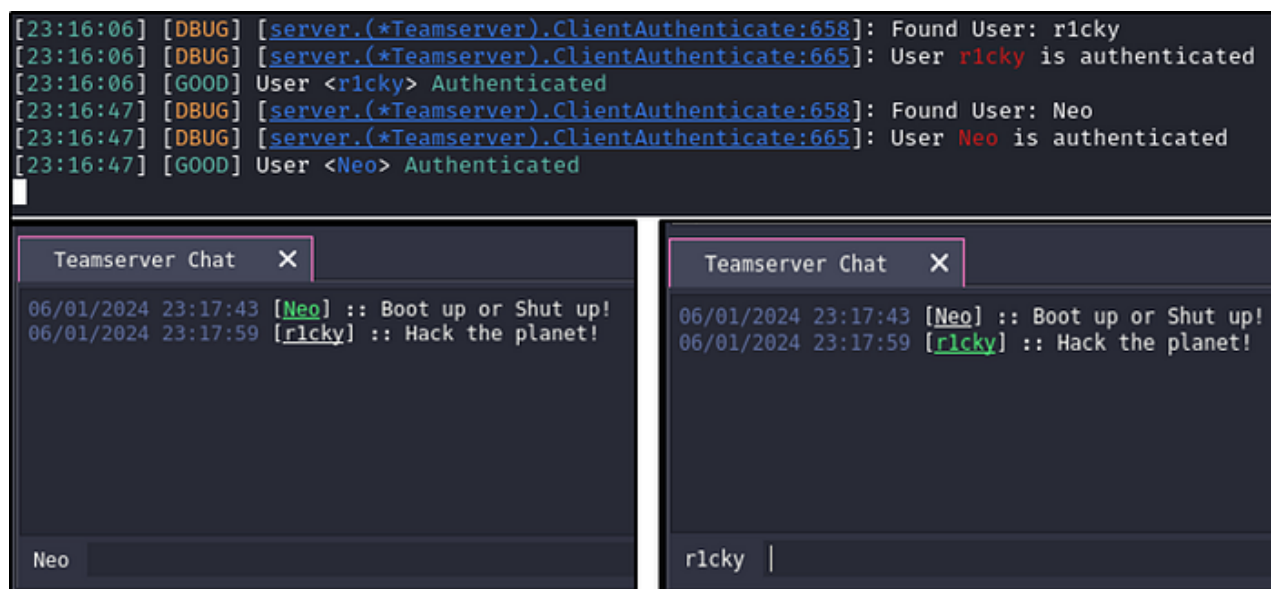 [23:16:06] [DBUG] [server.(*Teamserver).ClientAuthenticate:658]: Found User: r1cky
[23:16:06] [DBUG] [server.(*Teamserver).ClientAuthenticate:665]: User r1cky is authenticated
[23:16:06] [GOOD] User <r1cky> Authenticated
[23:16:47] [DBUG] [server.(*Teamserver).ClientAuthenticate:658]: Found User: Neo
[23:16:47] [DBUG] [server.(*Teamserver).ClientAuthenticate:665]: User Neo is authenticated
[23:16:47] [GOOD] User <Neo> Authenticated
Teamserver Chat ✕
06/01/2024 23:17:43 [Neo] :: Boot up or Shut up!
06/01/2024 23:17:59 [r1cky] :: Hack the planet!
Neo
Teamserver Chat ✕
06/01/2024 23:17:43 [Neo] :: Boot up or Shut up!
06/01/2024 23:17:59 [r1cky] :: Hack the planet!
r1cky